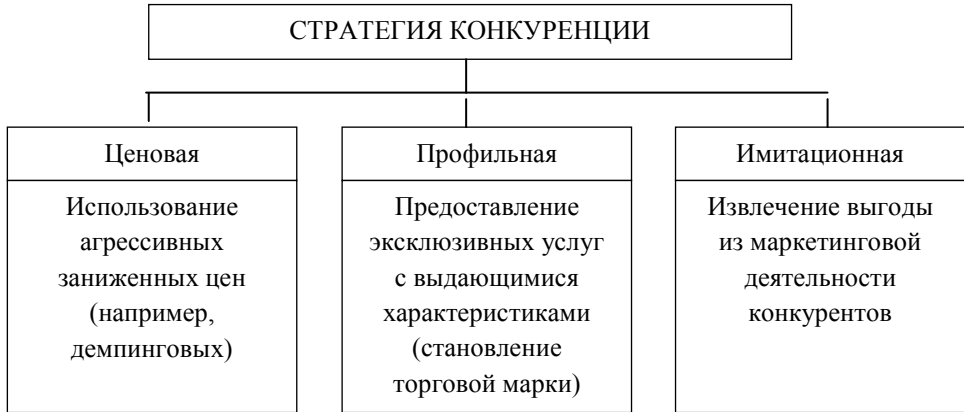 СТРАТЕГИЯ КОНКУРЕНЦИИ
Ценовая
Использование
агрессивных
заниженных цен
(например,
демпинговых)
Профильная
Предоставление
эксклюзивных услуг
с выдающимися
характеристиками
(становление
торговой марки)
Имитационная
Извлечение выгоды
из маркетинговой
деятельности
конкурентов